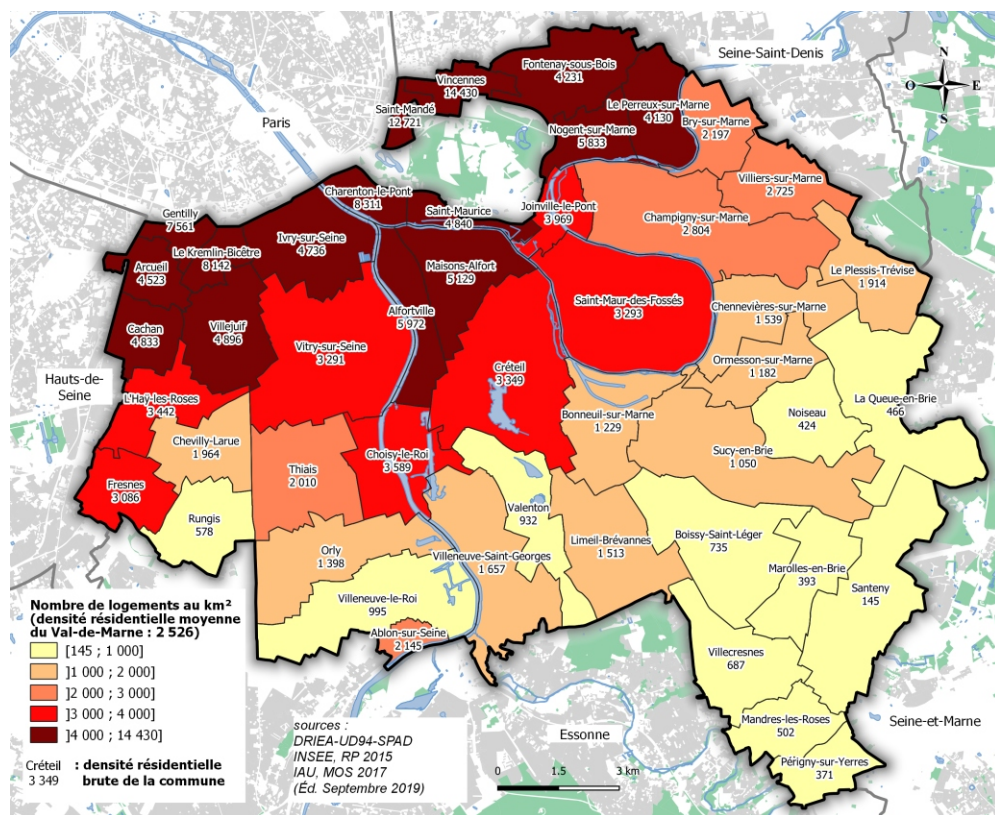 Seine-Saint-Denis
Paris
Hauts-de-
Seine
Essonne
Seine-et-Marne
N
O
E
S
Fontenay-sous-Bois
4 231
Vincennes
14 430
Saint-Mandé
12 721
Le Perreux-sur-Marne
4 130
Bry-sur-Marne
2 197
Nogent-sur-Marne
5 833
Villiers-sur-Marne
2 725
Charenton-le-Pont
8 311
Saint-Maurice
4 840
Joinville-le-Pont
3 969
Champigny-sur-Marne
2 804
Gentilly
7 561
Le Kremlin-Bicêtre
8 142
Ivry-sur-Seine
4 736
Arcueil
4 523
Maisons-Alfort
5 129
Le Plessis-Trévise
1 914
Saint-Maur-des-Fossés
3 293
Chennevières-sur-Marne
1 539
Cachan
4 833
Villejuif
4 896
Alfortville
5 972
Vitry-sur-Seine
3 291
Ormesson-sur-Marne
1 182
Créteil
3 349
L'Haÿ-les-Roses
3 442
La Queue-en-Brie
466
Noiseau
424
Bonneuil-sur-Marne
1 229
Chevilly-Larue
1 964
Choisy-le-Roi
3 589
Sucy-en-Brie
1 050
Thiais
2 010
Fresnes
3 086
Valenton
932
Rungis
578
Boissy-Saint-Léger
735
Limeil-Brévannes
1 513
Orly
1 398
Villeneuve-Saint-Georges
1 657
Marolles-en-Brie
393
Santeny
145
Villeneuve-le-Roi
995
Ablon-sur-Seine
2 145
Villecresnes
687
Mandres-les-Roses
502
Périgny-sur-Yerres
371
Nombre de logements au km²
(densité résidentielle moyenne
du Val-de-Marne : 2 526)
[145 ; 1 000]
]1 000 ; 2 000]
]2 000 ; 3 000]
]3 000 ; 4 000]
]4 000 ; 14 430]
Créteil : densité résidentielle
3 349 brute de la commune
sources :
DRIEA-UD94-SPAD
INSEE, RP 2015
IAU, MOS 2017
(Éd. Septembre 2019)
0 1.5 3 km